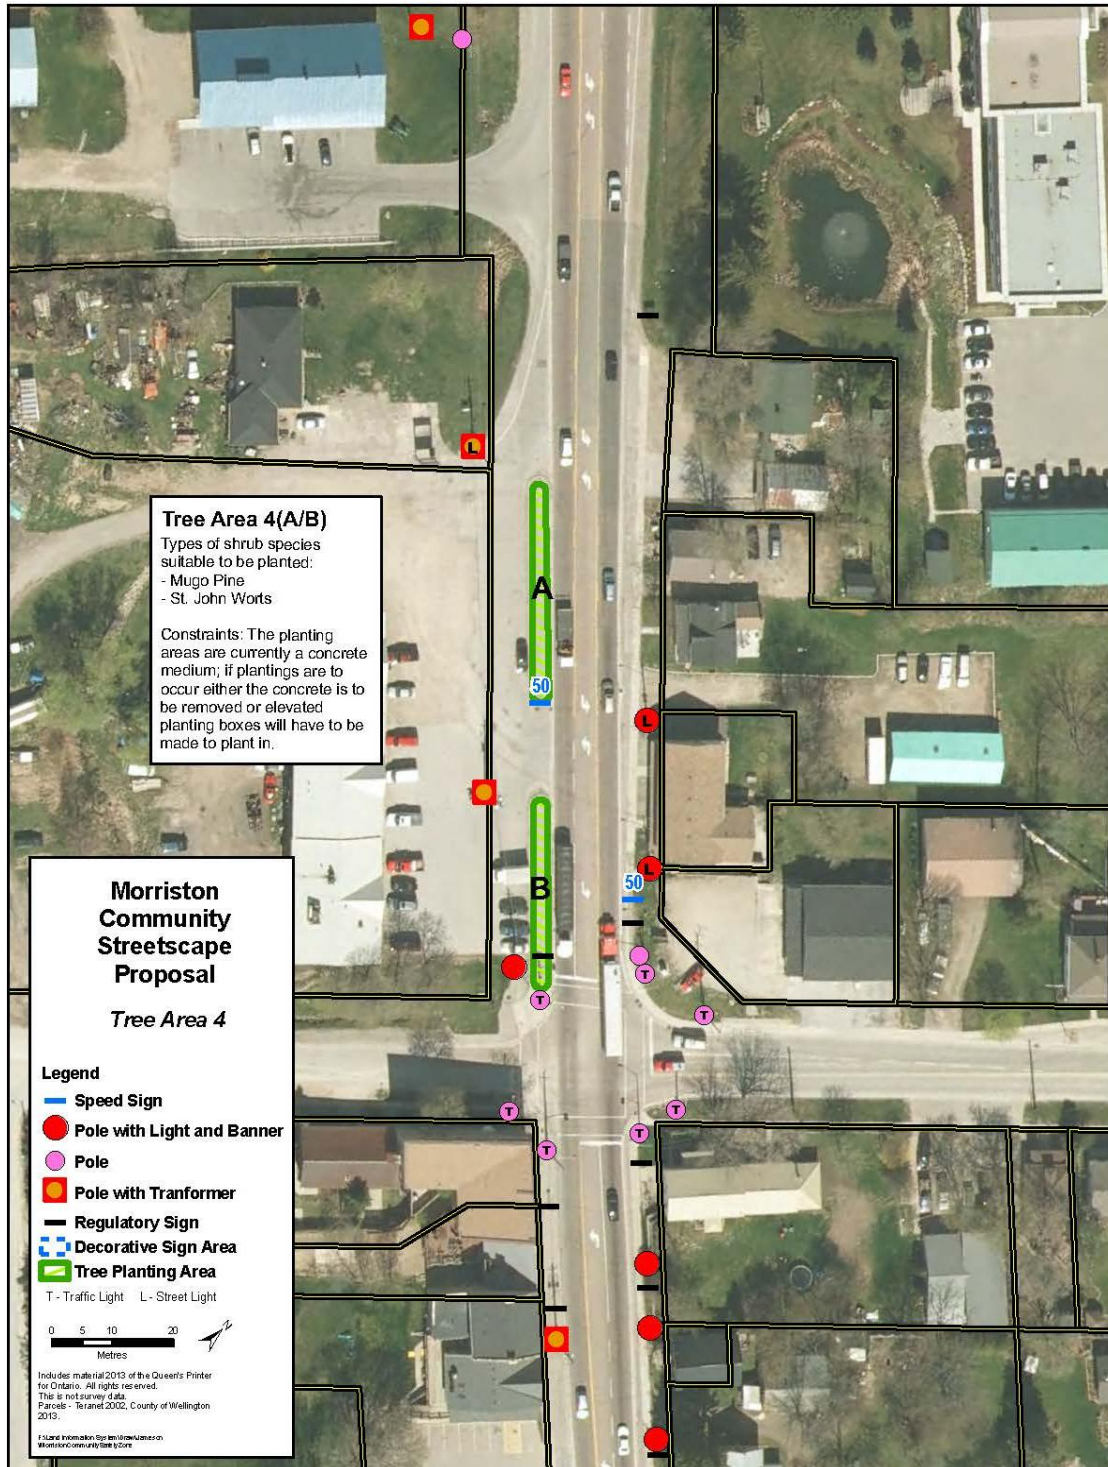 Tree Area 4(A/B)
Types of shrub species
suitable to be planted:
- Mugo Pine
- St. John Worts
Constraints: The planting
areas are currently a concrete
medium; if plantings are to
occur either the concrete is to
be removed or elevated
planting boxes will have to be
made to plant in.
L
A
50
L
L
B
50
T
T
T
T
T
T
T
Morriston
Community
Streetscape
Proposal
Tree Area 4
Legend
Speed Sign
Pole with Light and Banner
Pole
Pole with Tranformer
Regulatory Sign
Decorative Sign Area
Tree Planting Area
T - Traffic Light L - Street Light
0 5 10 20
Metres
N
Includes material 2013 of the Queen's Printer
for Ontario. All rights reserved.
This is not survey data.
Parcels - Teranet 2002, County of Wellington
2013.